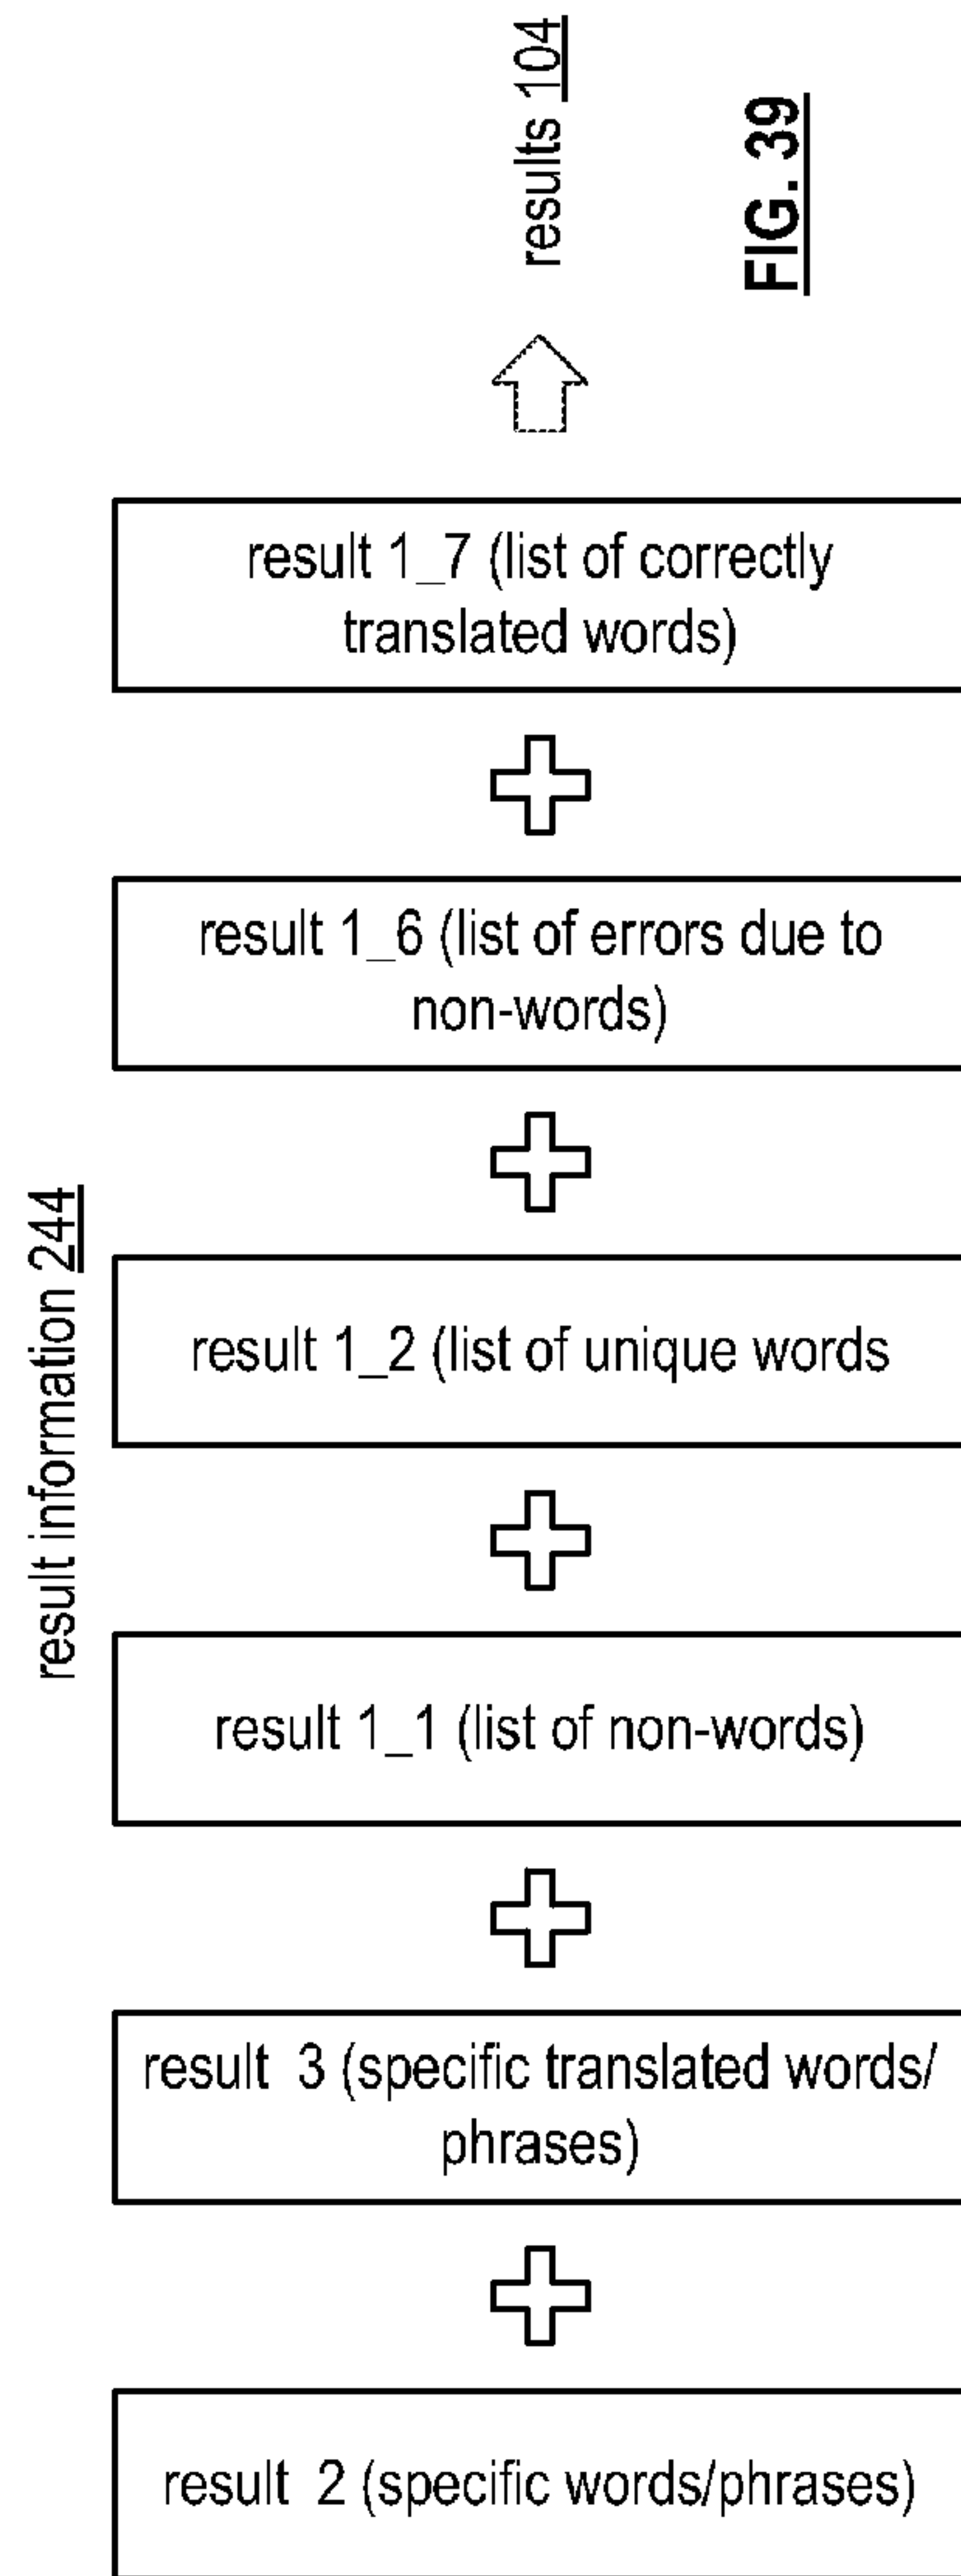 results 104
FIG. 39
result 1_7 (list of correctly
translated words)
result 1_6 (list of errors due to
non-words)
result information 244
result 1_2 (list of unique words
result 1_1 (list of non-words)
result 3 (specific translated words/
phrases)
result 2 (specific words/phrases)